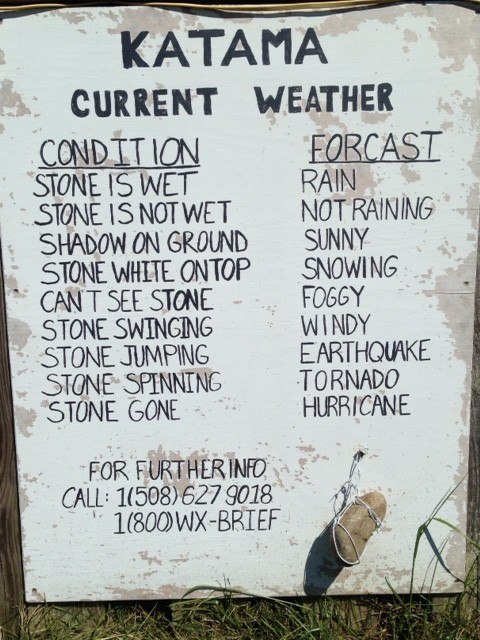 KATAMA
CURRENT WEATHER
CONDITION FORCAST
STONE IS WET RAIN
STONE IS NOT WET NOT RAINING
SHADOW ON GROUND SUNNY
STONE WHITE ON TOP SNOWING
CAN'T SEE STONE FOGGY
STONE SWINGING WINDY
STONE JUMPING EARTHQUAKE
STONE SPINNING TORNADO
STONE GONE HURRICANE
FOR FURTHER INFO
CALL: 1(508) 627 9018
1(800) WX-BRIEF